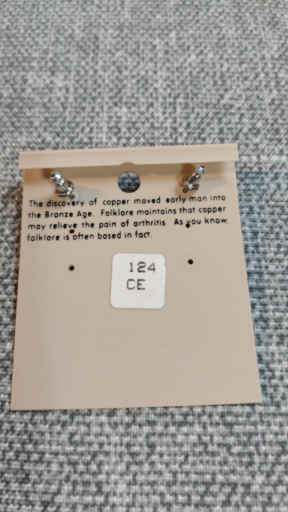 The discovery of copper moved early man into
the Bronze Age. Folklore maintains that copper
may relieve the pain of arthritis. As you know
folklore is often based in fact.
124
CE